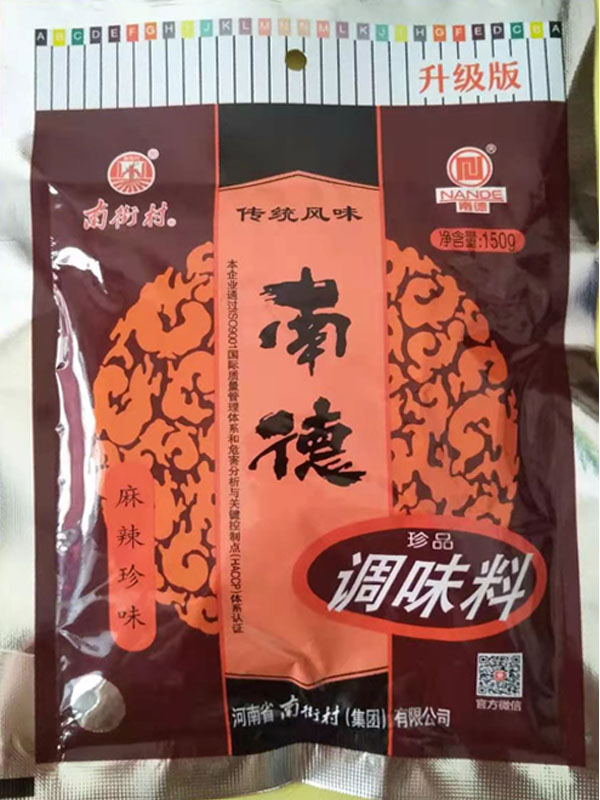 A B C D E F G H I J K L M M L K J I H G F E D C B A
升级版
南街村®
NANDE®
南德
传统风味
净含量:150g
南德
本企业通过ISO9001国际质量管理体系和危害分析与关键控制点(HACCP)体系认证
麻辣珍味
珍品
调味料
官方微信
河南省南街村(集团)有限公司